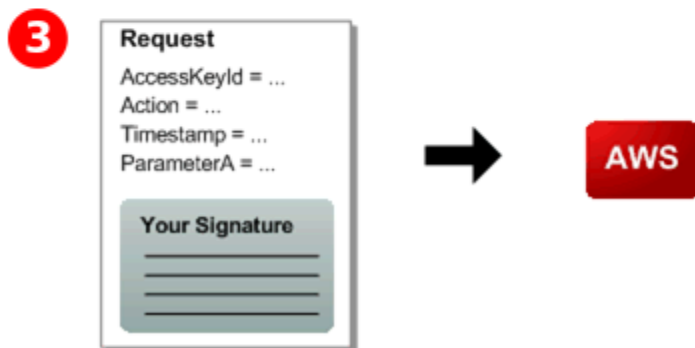 3
Request
AccessKeyId = ...
Action = ...
Timestamp = ...
ParameterA = ...
Your Signature
AWS